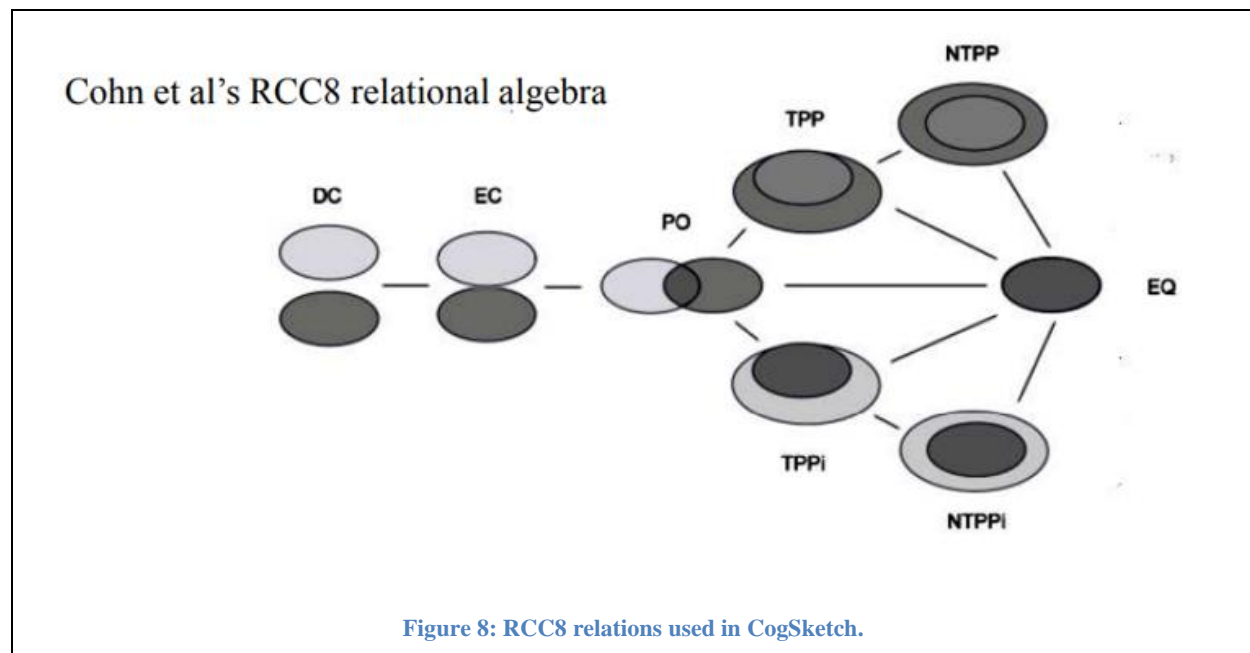 Cohn et al's RCC8 relational algebra
NTPP
TPP
DC
EC
PO
EQ
TPPi
NTPPi
Figure 8: RCC8 relations used in CogSketch.